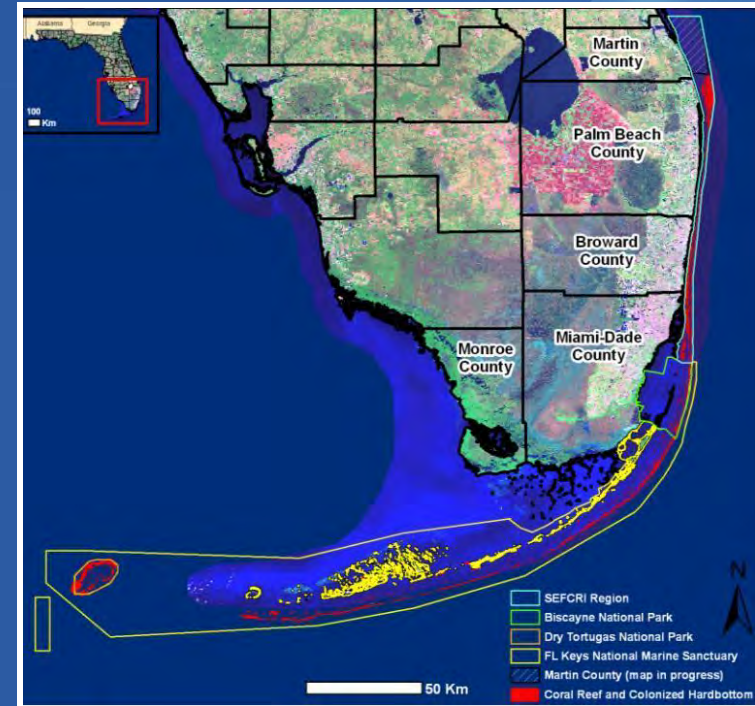 Alabama
Georgia
100
Km
Martin
County
Palm Beach
County
Broward
County
Miami-Dade
County
Monroe
County
N
SEFCRI Region
Biscayne National Park
Dry Tortugas National Park
FL Keys National Marine Sanctuary
Martin County (map in progress)
Coral Reef and Colonized Hardbottom
50 Km